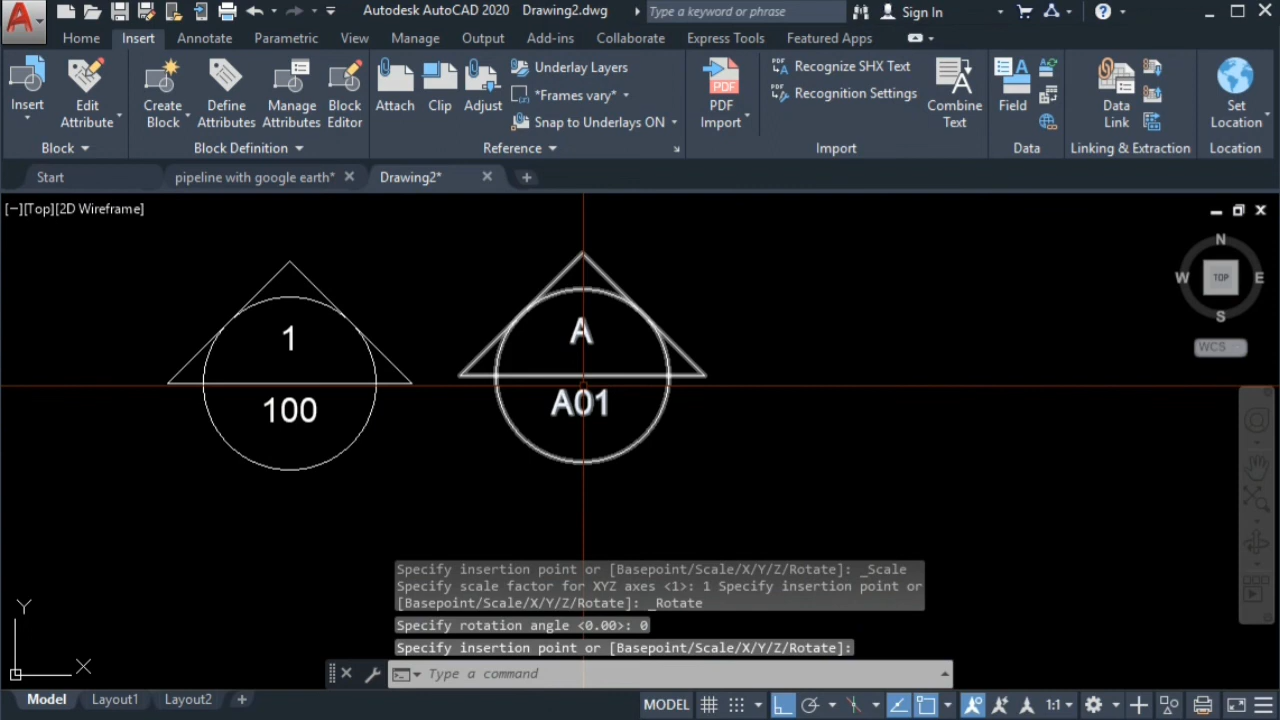 Autodesk AutoCAD 2020 Drawing2.dwg
Type a keyword or phrase
Sign In
Home Insert Annotate Parametric View Manage Output Add-ins Collaborate Express Tools Featured Apps
Insert
Edit Attribute
Create Block
Define Attributes
Manage Attributes
Block Editor
Attach
Clip
Adjust
Underlay Layers
*Frames vary*
Snap to Underlays ON
PDF
PDF Import
Recognize SHX Text
Recognition Settings
Combine Text
Field
Data Link
Set Location
Block
Block Definition
Reference
Import
Data
Linking & Extraction
Location
Start
pipeline with google earth*
Drawing2*
[−][Top][2D Wireframe]
N
W TOP E
S
WCS
1
100
A
A01
Specify insertion point or [Basepoint/Scale/X/Y/Z/Rotate]: _Scale
Specify scale factor for XYZ axes <1>: 1 Specify insertion point or
[Basepoint/Scale/X/Y/Z/Rotate]: _Rotate
Specify rotation angle <0.00>: 0
Specify insertion point or [Basepoint/Scale/X/Y/Z/Rotate]:
Type a command
Y
X
Model Layout1 Layout2
MODEL
1:1